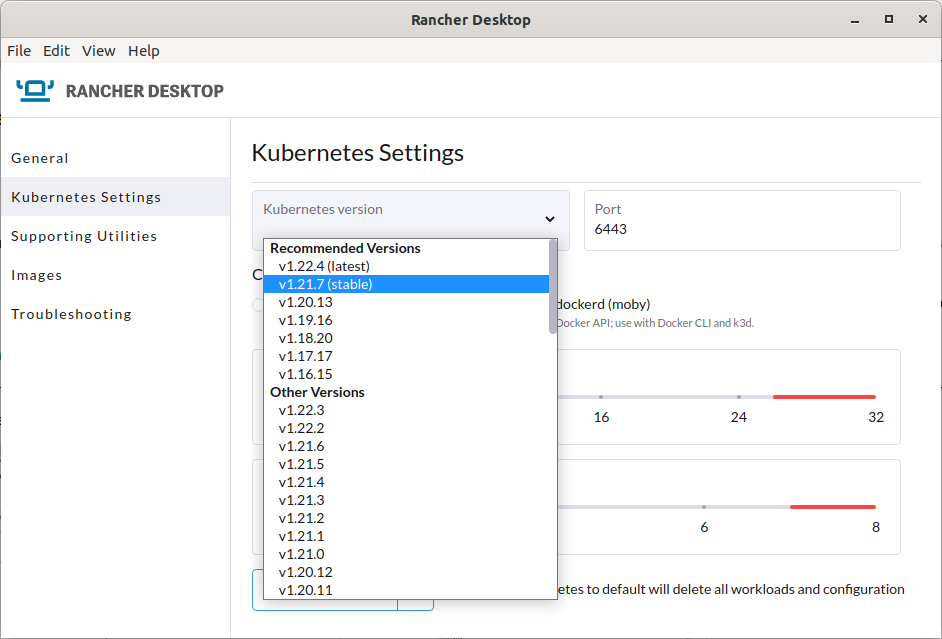 Rancher Desktop
File Edit View Help
RANCHER DESKTOP
General
Kubernetes Settings
Supporting Utilities
Images
Troubleshooting
Kubernetes Settings
Kubernetes version
Port
6443
Recommended Versions
v1.22.4 (latest)
v1.21.7 (stable)
v1.20.13
v1.19.16
v1.18.20
v1.17.17
v1.16.15
Other Versions
v1.22.3
v1.22.2
v1.21.6
v1.21.5
v1.21.4
v1.21.3
v1.21.2
v1.21.1
v1.21.0
v1.20.12
v1.20.11
dockerd (moby)
Docker API; use with Docker CLI and k3d.
16 24 32
6 8
to default will delete all workloads and configuration